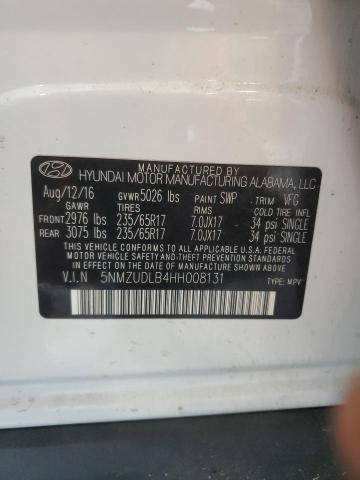 MANUFACTURED BY
HYUNDAI MOTOR MANUFACTURING ALABAMA, LLC
Aug/12/16 GVWR 5026 lbs PAINT SWP TRIM VFG
GAWR TIRES RIMS COLD TIRE INFL
FRONT 2976 lbs 235/65R17 7.0JX17 34 psi SINGLE
REAR 3075 lbs 235/65R17 7.0JX17 34 psi SINGLE
THIS VEHICLE CONFORMS TO ALL APPLICABLE U.S.A. FEDERAL
MOTOR VEHICLE SAFETY AND THEFT-PREVENTION STANDARDS
IN EFFECT ON THE DATE OF MANUFACTURE SHOWN ABOVE.
V.I.N 5NMZUDLB4HH008131 TYPE: MPV